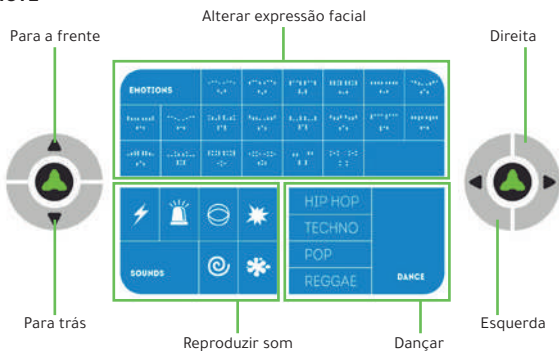 Alterar expressão facial
Para a frente
Direita
EMOTIONS
HIP HOP
TECHNO
POP
REGGAE
SOUNDS
DANCE
Para trás
Esquerda
Reproduzir som
Dançar